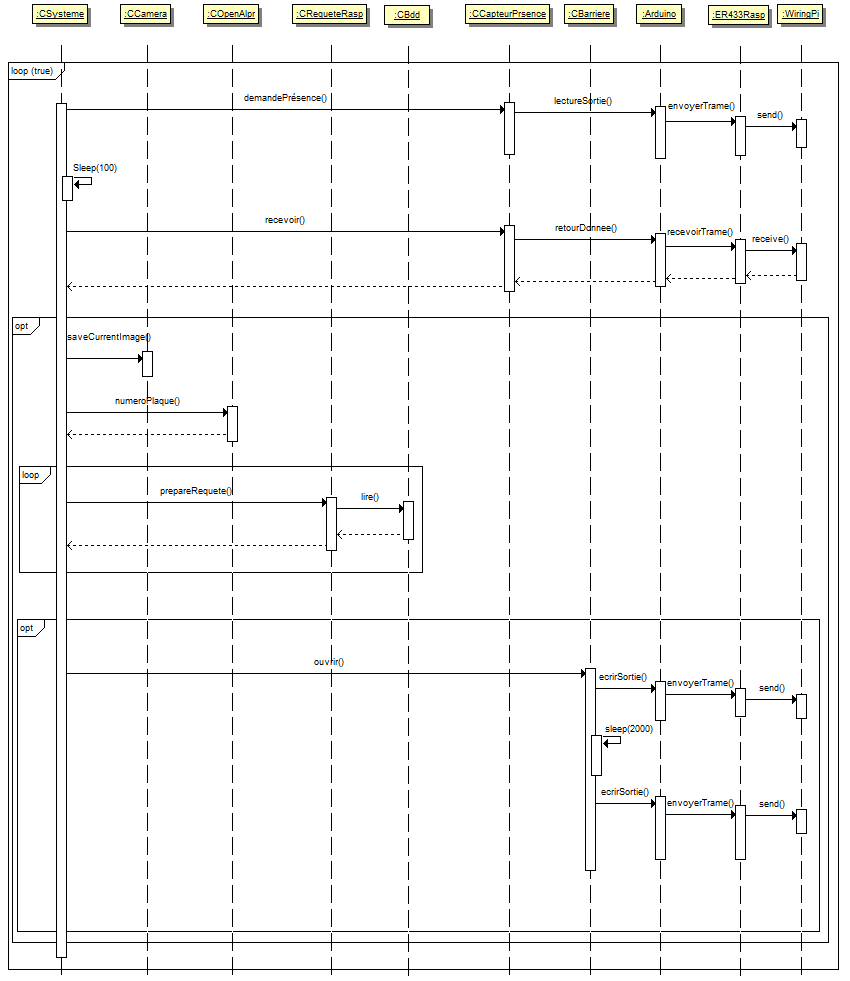 :CSysteme
:CCamera
:COpenAlpr
:CRequeteRasp
:CBdd
:CCapteurPrsence
:CBarriere
:Arduino
:ER433Rasp
:WiringPi
loop (true)
demandePrésence()
lectureSortie()
envoyerTrame()
send()
Sleep(100)
recevoir()
retourDonnee()
recevoirTrame()
receive()
opt
saveCurrentImage()
numeroPlaque()
loop
prepareRequete()
lire()
opt
ouvrir()
ecrirSortie()
envoyerTrame()
send()
sleep(2000)
ecrirSortie()
envoyerTrame()
send()